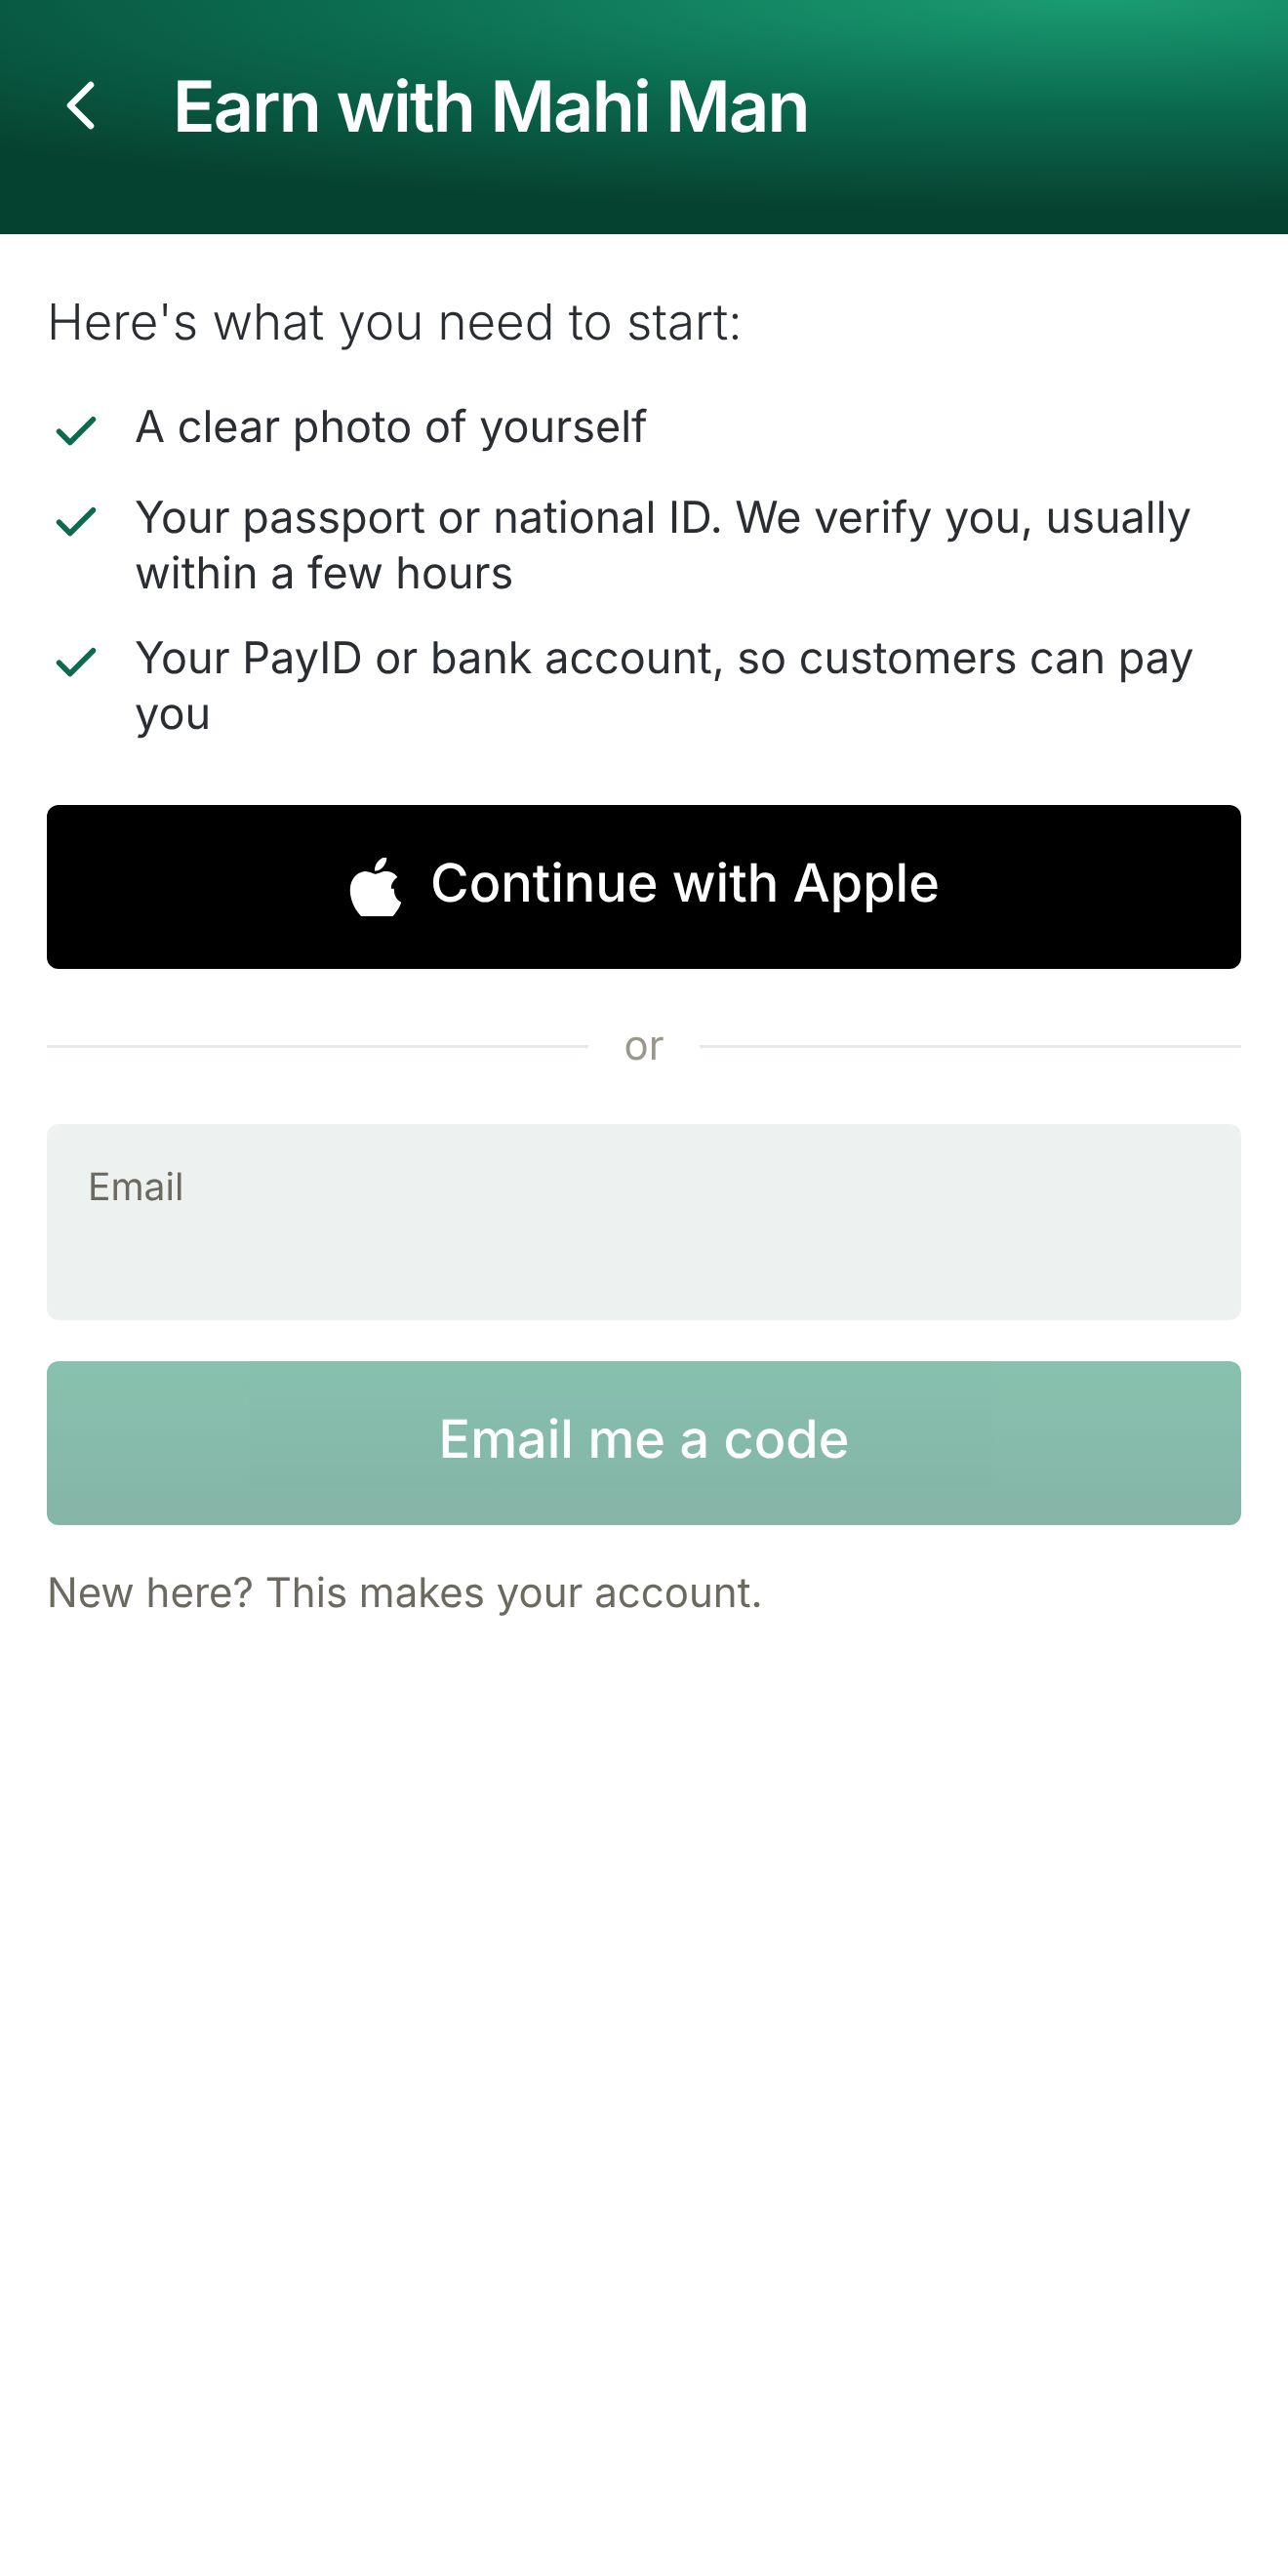 Earn with Mahi Man
Here's what you need to start:
A clear photo of yourself
Your passport or national ID. We verify you, usually
within a few hours
Your PayID or bank account, so customers can pay
you
Continue with Apple
or
Email
Email me a code
New here? This makes your account.